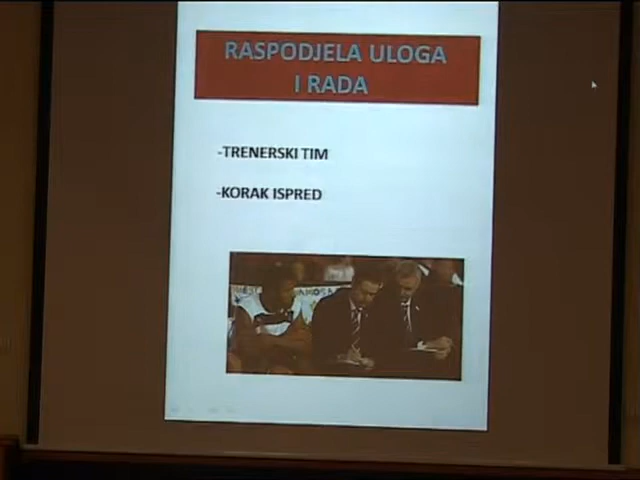 RASPODJELA ULOGA
I RADA
-TRENERSKI TIM
-KORAK ISPRED